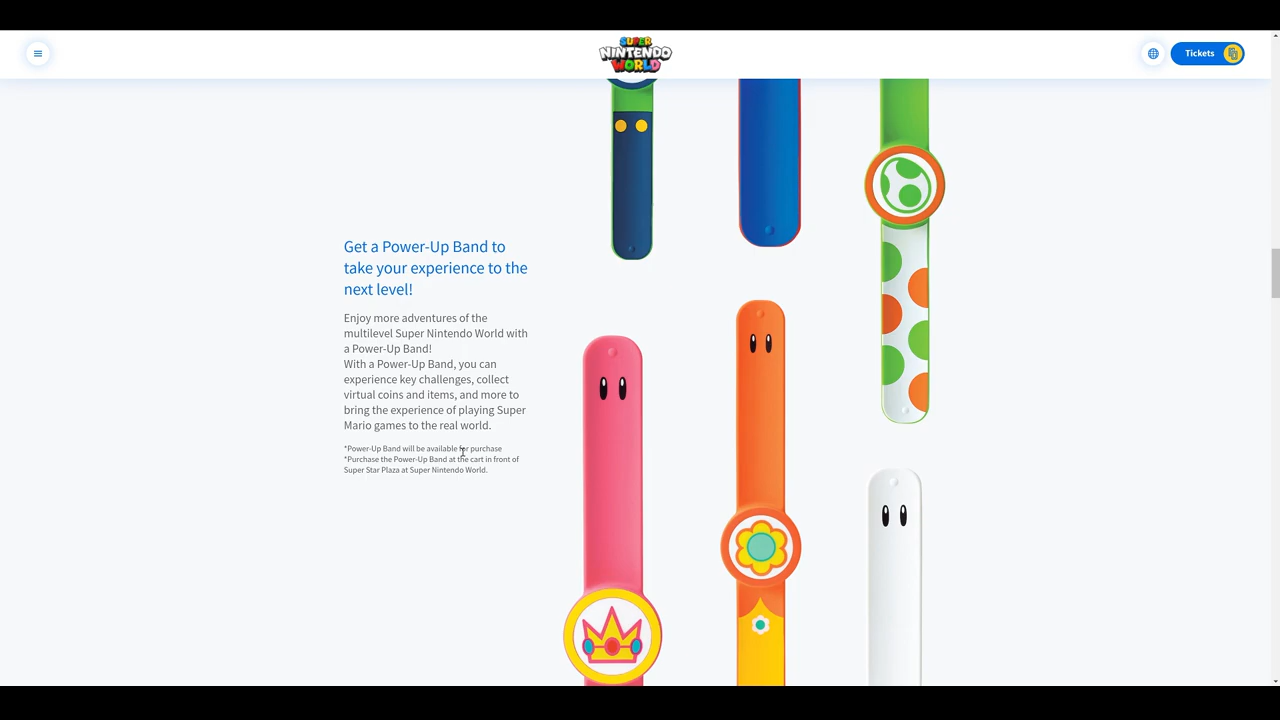 SUPER
NINTENDO
WORLD
Tickets
Get a Power-Up Band to
take your experience to the
next level!
Enjoy more adventures of the
multilevel Super Nintendo World with
a Power-Up Band!
With a Power-Up Band, you can
experience key challenges, collect
virtual coins and items, and more to
bring the experience of playing Super
Mario games to the real world.
*Power-Up Band will be available for purchase
*Purchase the Power-Up Band at the cart in front of
Super Star Plaza at Super Nintendo World.